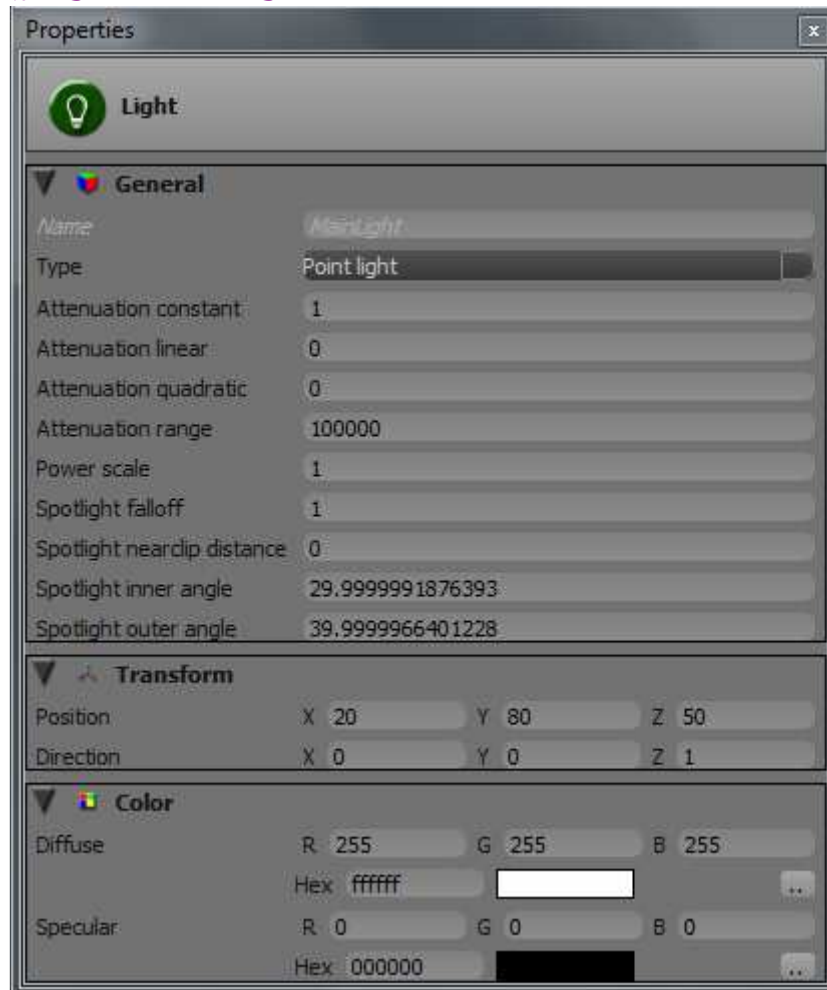 Properties
x
Light
General
Name MainLight
Type Point light
Attenuation constant 1
Attenuation linear 0
Attenuation quadratic 0
Attenuation range 100000
Power scale 1
Spotlight falloff 1
Spotlight nearclip distance 0
Spotlight inner angle 29.9999991876393
Spotlight outer angle 39.9999966401228
Transform
Position X 20 Y 80 Z 50
Direction X 0 Y 0 Z 1
Color
Diffuse R 255 G 255 B 255
Hex ffffff ..
Specular R 0 G 0 B 0
Hex 000000 ..